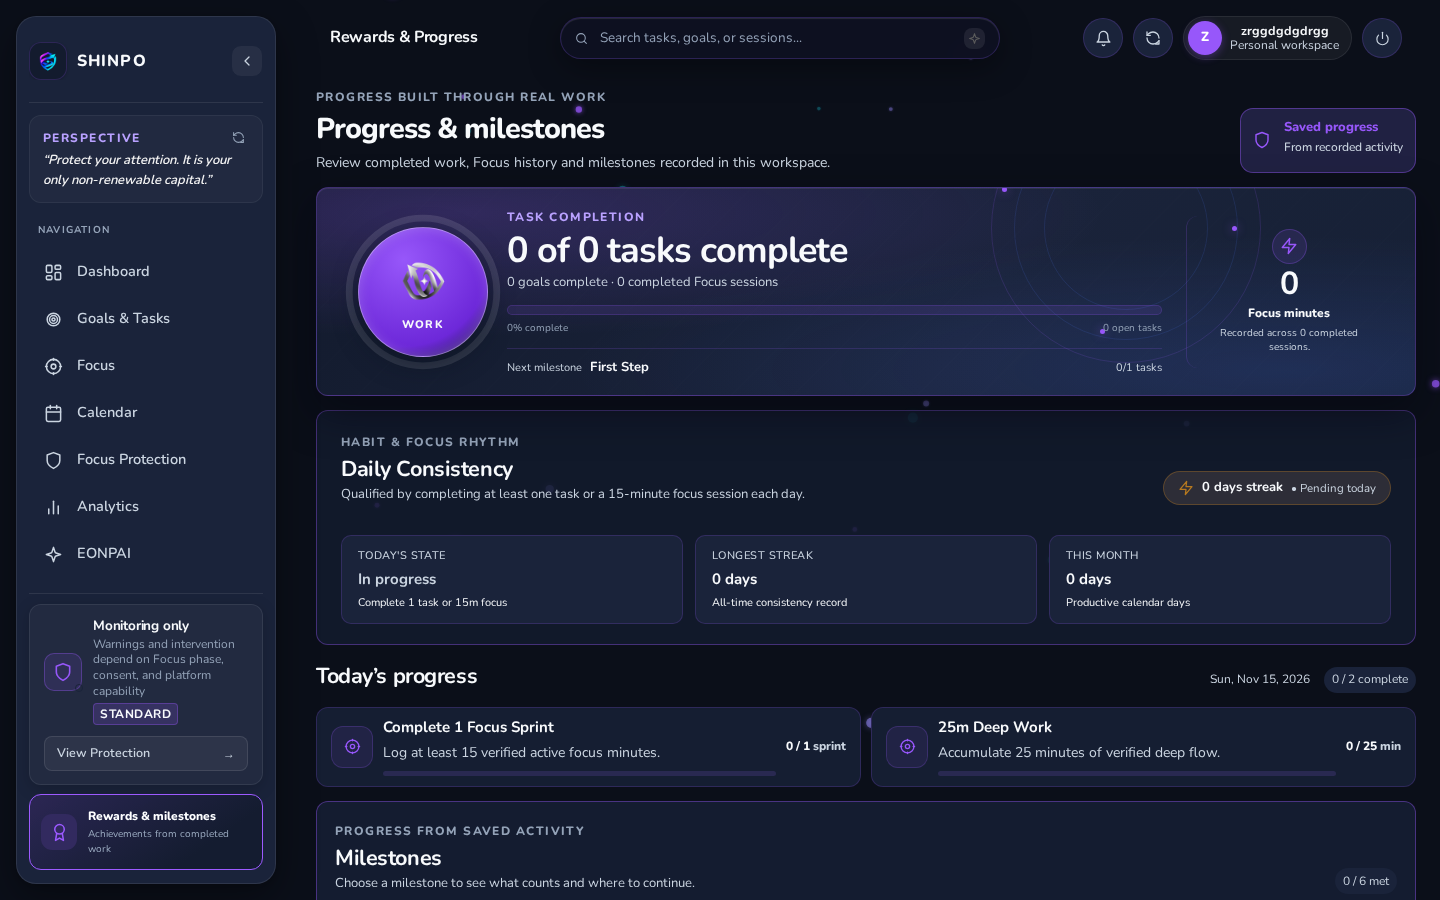 SHINPO
PERSPECTIVE
“Protect your attention. It is your
only non-renewable capital.”
NAVIGATION
Dashboard
Goals & Tasks
Focus
Calendar
Focus Protection
Analytics
EONPAI
Monitoring only
Warnings and intervention
depend on Focus phase,
consent, and platform
capability
STANDARD
View Protection →
Rewards & milestones
Achievements from completed
work
Rewards & Progress
Search tasks, goals, or sessions...
Z
zrggdgdgdrgg
Personal workspace
PROGRESS BUILT THROUGH REAL WORK
Progress & milestones
Review completed work, Focus history and milestones recorded in this workspace.
Saved progress
From recorded activity
WORK
TASK COMPLETION
0 of 0 tasks complete
0 goals complete · 0 completed Focus sessions
0% complete
0 open tasks
Next milestone First Step
0/1 tasks
0
Focus minutes
Recorded across 0 completed
sessions.
HABIT & FOCUS RHYTHM
Daily Consistency
Qualified by completing at least one task or a 15-minute focus session each day.
0 days streak • Pending today
TODAY'S STATE
In progress
Complete 1 task or 15m focus
LONGEST STREAK
0 days
All-time consistency record
THIS MONTH
0 days
Productive calendar days
Today’s progress
Sun, Nov 15, 2026
0 / 2 complete
Complete 1 Focus Sprint
Log at least 15 verified active focus minutes.
0 / 1 sprint
25m Deep Work
Accumulate 25 minutes of verified deep flow.
0 / 25 min
PROGRESS FROM SAVED ACTIVITY
Milestones
Choose a milestone to see what counts and where to continue.
0 / 6 met